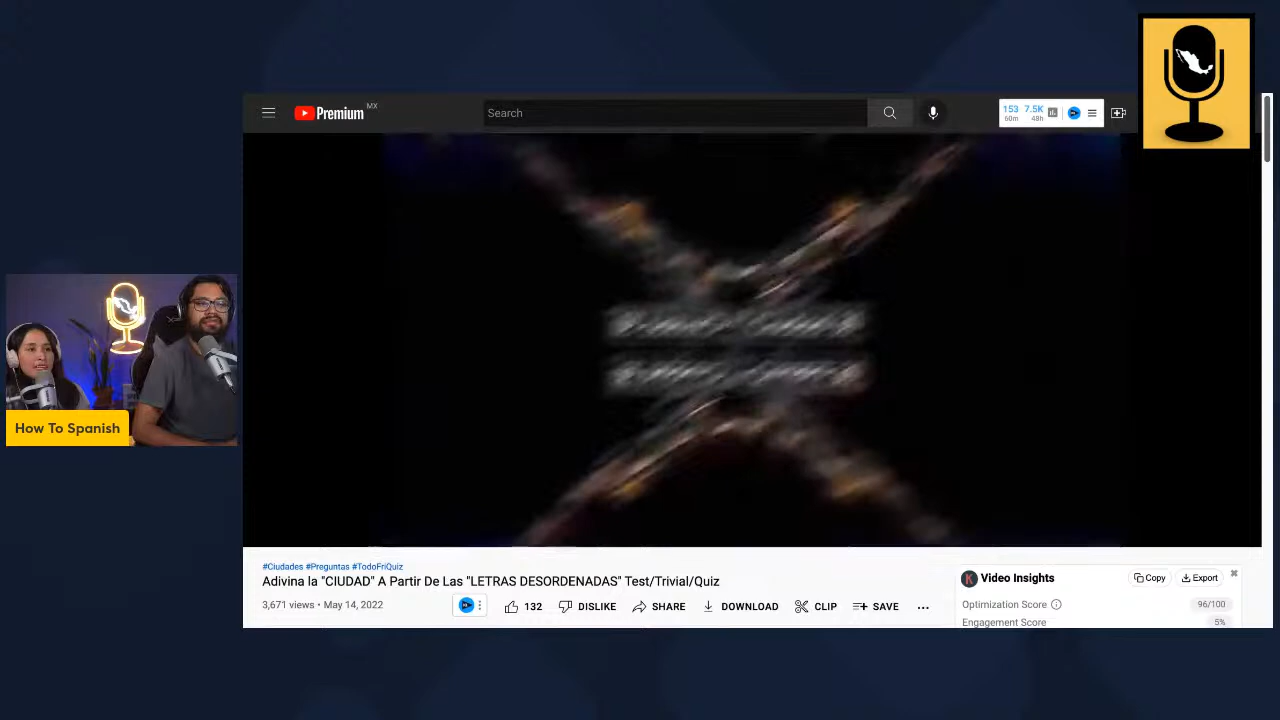 Premium MX
Search
153 7.5K
60m 48h
How To Spanish
#Ciudades #Preguntas #TodoFriQuiz
Adivina la "CIUDAD" A Partir De Las "LETRAS DESORDENADAS" Test/Trivial/Quiz
3,671 views • May 14, 2022
132 DISLIKE SHARE DOWNLOAD CLIP SAVE ...
Video Insights Copy Export
Optimization Score 96/100
Engagement Score 5%